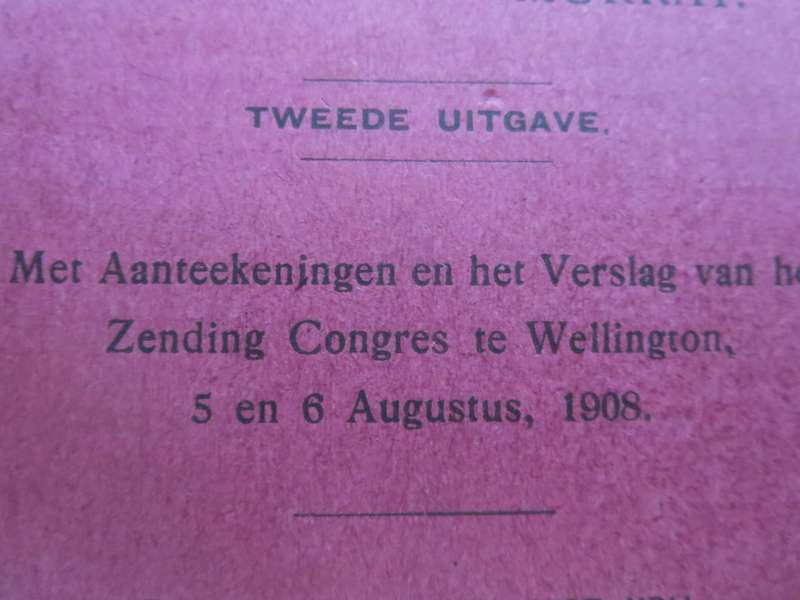 TWEEDE UITGAVE.
Met Aanteekeningen en het Verslag van
Zending Congres te Wellington,
5 en 6 Augustus, 1908.